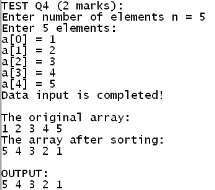 TEST Q4 (2 marks):
Enter number of elements n = 5
Enter 5 elements:
a[0] = 1
a[1] = 2
a[2] = 3
a[3] = 4
a[4] = 5
Data input is completed!
The original array:
1 2 3 4 5
The array after sorting:
5 4 3 2 1
OUTPUT:
5 4 3 2 1